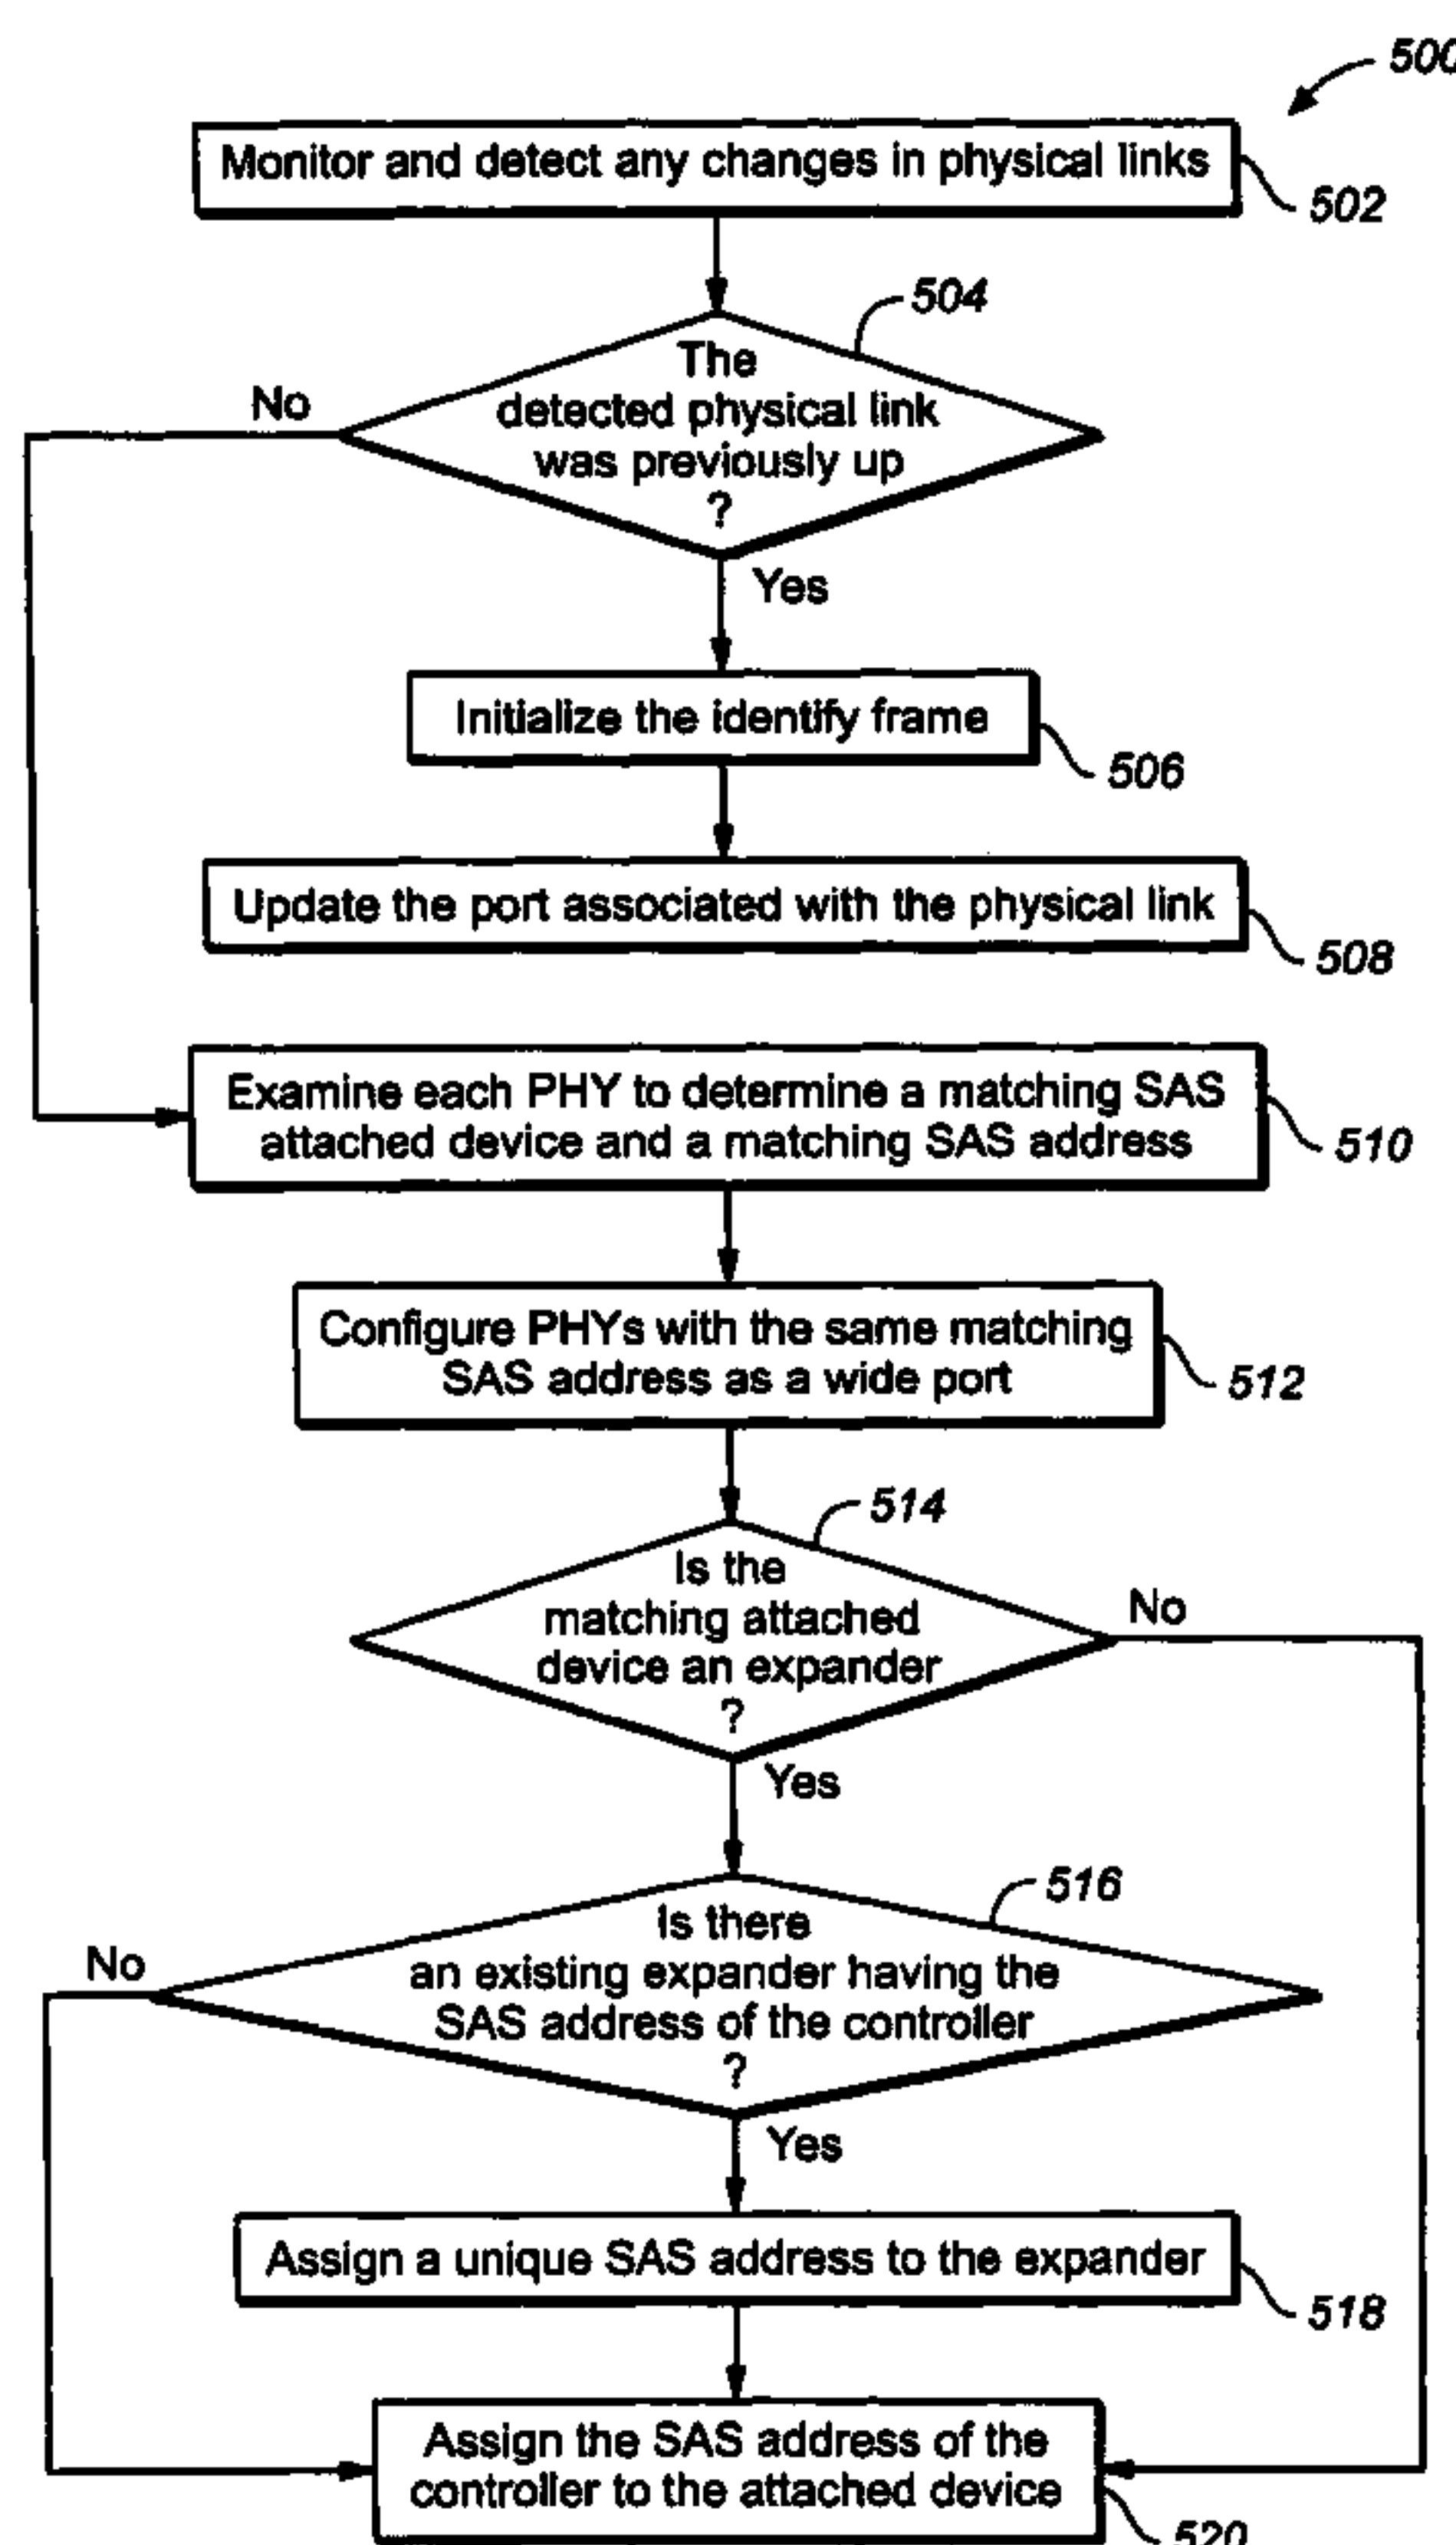 500
Monitor and detect any changes in physical links
502
504
The
detected physical link
was previously up
?
No
Yes
Initialize the identify frame
506
Update the port associated with the physical link
508
Examine each PHY to determine a matching SAS
attached device and a matching SAS address
510
Configure PHYs with the same matching
SAS address as a wide port
512
514
Is the
matching attached
device an expander
?
No
Yes
516
Is there
an existing expander having the
SAS address of the controller
?
No
Yes
Assign a unique SAS address to the expander
518
Assign the SAS address of the
controller to the attached device
520